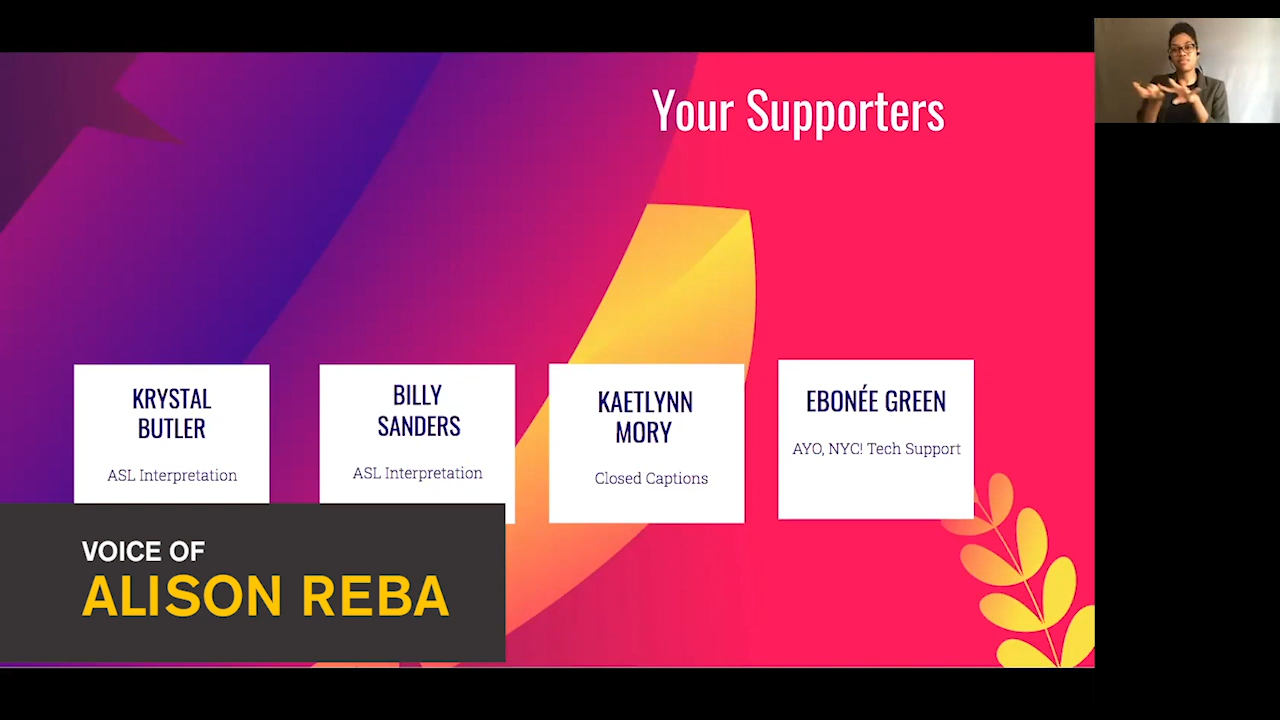 Your Supporters
KRYSTAL
BUTLER
ASL Interpretation
BILLY
SANDERS
ASL Interpretation
KAETLYNN
MORY
Closed Captions
EBONÉE GREEN
AYO, NYC! Tech Support
VOICE OF
ALISON REBA